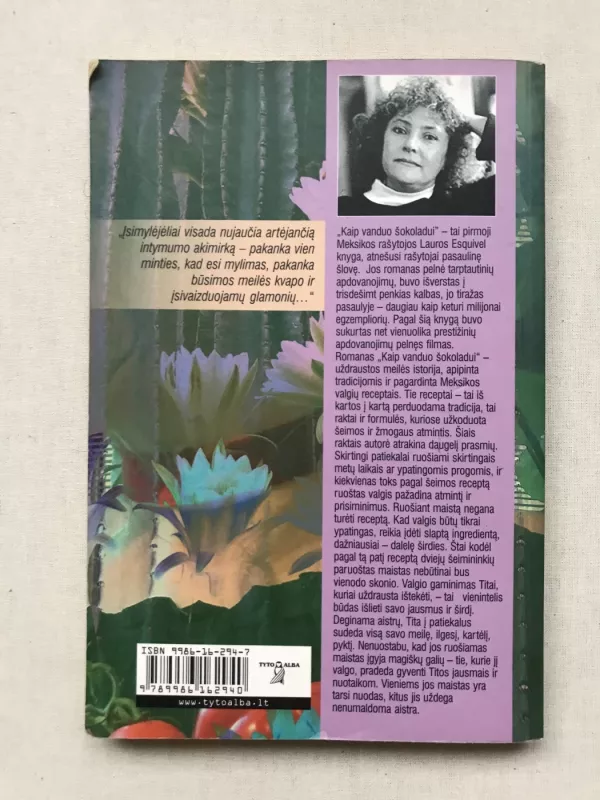 „Įsimylėjėliai visada nujaučia artėjančią
intymumo akimirką – pakanka vien
minties, kad esi mylimas, pakanka
būsimos meilės kvapo ir
įsivaizduojamų glamonių...“
„Kaip vanduo šokoladui“ – tai pirmoji
Meksikos rašytojos Lauros Esquivel
knyga, atnešusi rašytojai pasaulinę
šlovę. Jos romanas pelnė tarptautinių
apdovanojimų, buvo išverstas į
trisdešimt penkias kalbas, jo tiražas
pasaulyje – daugiau kaip keturi milijonai
egzempliorių. Pagal šią knygą buvo
sukurtas net vienuolika prestižinių
apdovanojimų pelnęs filmas.
Romanas „Kaip vanduo šokoladui“ –
uždraustos meilės istorija, apipinta
tradicijomis ir pagardinta Meksikos
valgių receptais. Tie receptai – tai iš
kartos į kartą perduodama tradicija, tai
raktai ir formulės, kuriose užkoduota
šeimos ir žmogaus atmintis. Šiais
raktais autorė atrakina daugelį prasmių.
Skirtingi patiekalai ruošiami skirtingais
metų laikais ar ypatingomis progomis, ir
kiekvienas toks pagal šeimos receptą
ruoštas valgis pažadina atmintį ir
prisiminimus. Ruošiant maistą negana
turėti receptą. Kad valgis būtų tikrai
ypatingas, reikia įdėti slaptą ingredientą,
dažniausiai – dalelę širdies. Štai kodėl
pagal tą patį receptą dviejų šeimininkių
paruoštas maistas nebūtinai bus
vienodo skonio. Valgio gaminimas Titai,
kuriai uždrausta ištekėti, – tai vienintelis
būdas išlieti savo jausmus ir širdį.
Deginama aistrų, Tita į patiekalus
sudeda visą savo meilę, ilgesį, kartėlį,
pyktį. Nenuostabu, kad jos ruošiamas
maistas įgyja magiškų galių – tie, kurie jį
valgo, pradeda gyventi Titos jausmais ir
nuotaikom. Vieniems jos maistas yra
tarsi nuodas, kitus jis uždega
nenumaldoma aistra.
ISBN 9986-16-294-7
9 789986 162940
TYTO ALBA
www.tytoalba.lt